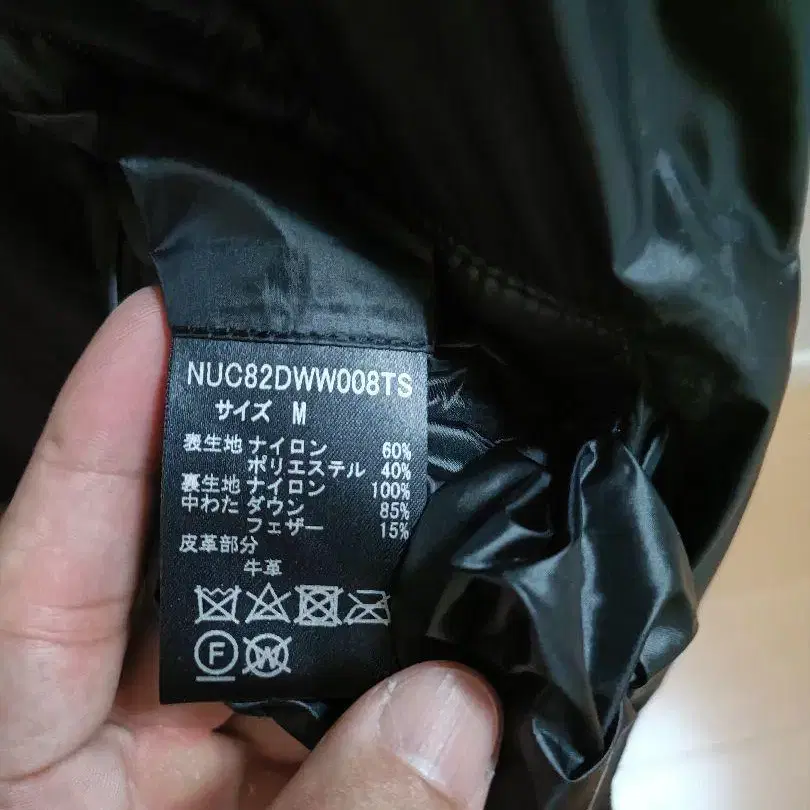 NUC82DWW008TS
サイズ M
表生地 ナイロン 60%
ポリエステル 40%
裏生地 ナイロン 100%
中わた ダウン 85%
フェザー 15%
皮革部分
牛革
F W